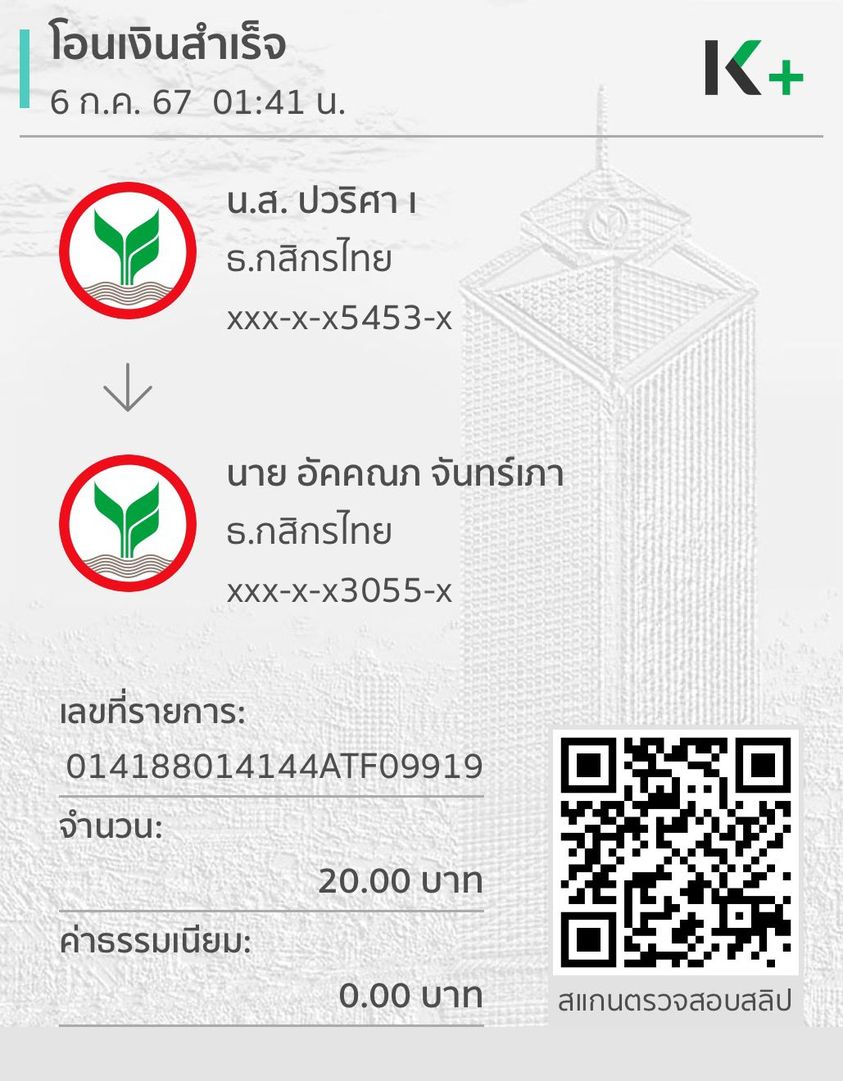 โอนเงินสำเร็จ
6 ก.ค. 67 01:41 น.
K+
น.ส. ปวริศา เ
ธ.กสิกรไทย
xxx-x-x5453-x
นาย อัคคณภ จันทร์เภา
ธ.กสิกรไทย
xxx-x-x3055-x
เลขที่รายการ:
014188014144ATF09919
จำนวน:
20.00 บาท
ค่าธรรมเนียม:
0.00 บาท
สแกนตรวจสอบสลิป